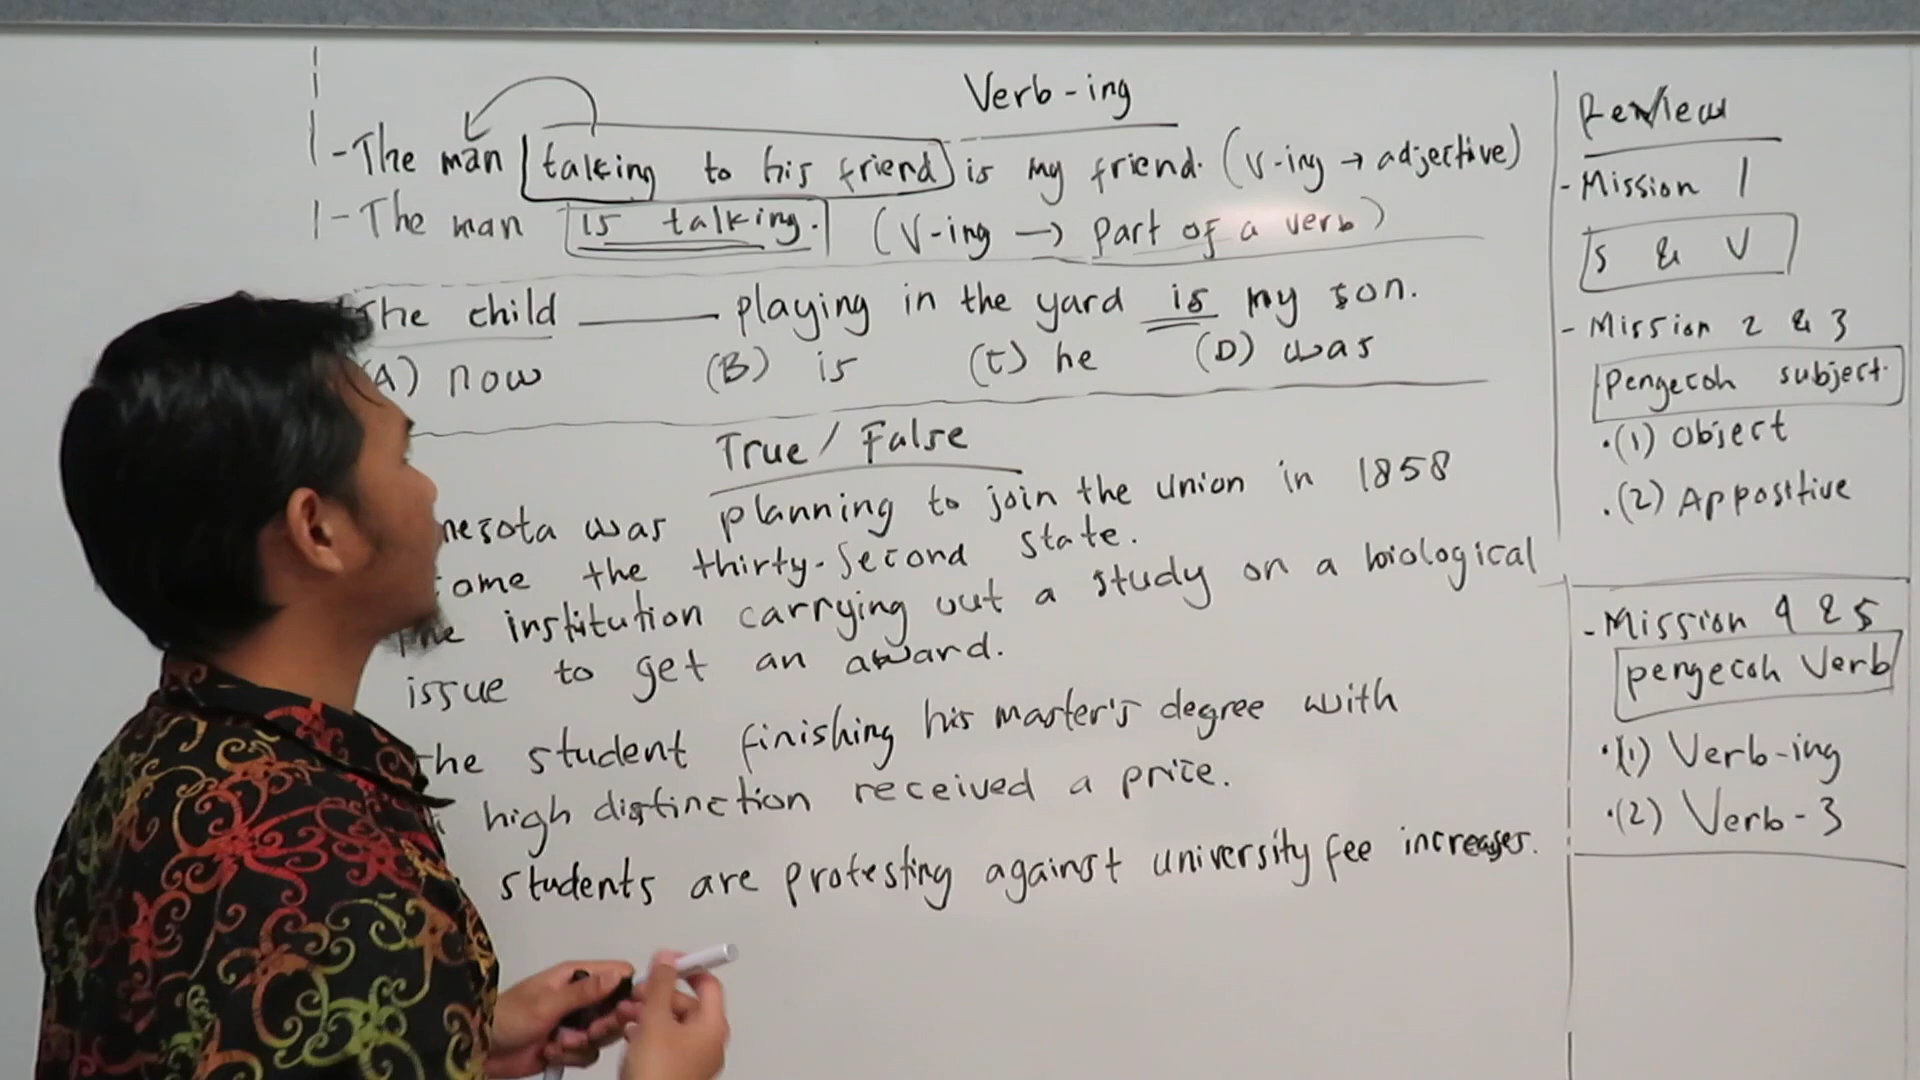 Verb-ing
-The man talking to his friend is my friend. (V-ing → adjective)
-The man is talking. (V-ing → part of a verb)
The child ______ playing in the yard is my son.
(A) now (B) is (C) he (D) was
True / False
was planning to join the union in 1858
the thirty-second state.
The institution carrying out a study on a biological
issue to get an award.
The student finishing his master's degree with
high distinction received a price.
students are protesting against university fee increases.
Review
- Mission 1
S & V
- Mission 2 & 3
pengecoh subject.
.(1) Object
.(2) Appositive
- Mission 4 & 5
pengecoh Verb
.(1) Verb-ing
.(2) Verb-3